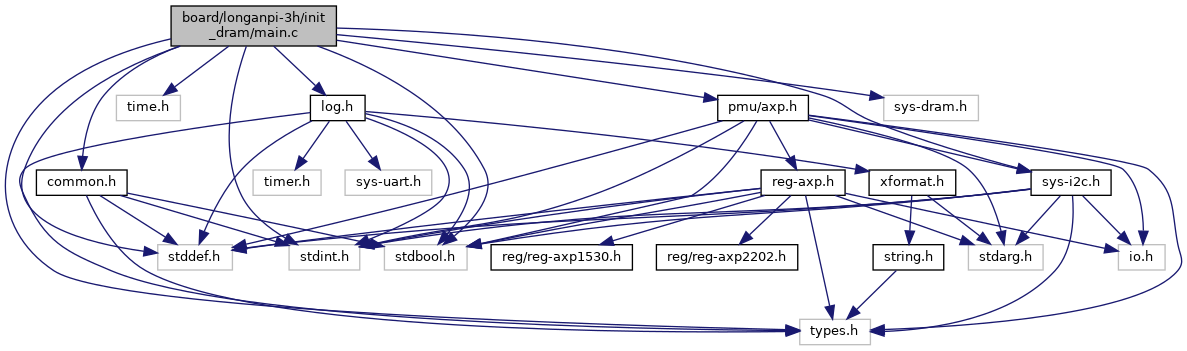 board/longanpi-3h/init
_dram/main.c
time.h
log.h
pmu/axp.h
sys-dram.h
common.h
timer.h
sys-uart.h
reg-axp.h
xformat.h
sys-i2c.h
stddef.h
stdint.h
stdbool.h
reg/reg-axp1530.h
reg/reg-axp2202.h
string.h
stdarg.h
io.h
types.h